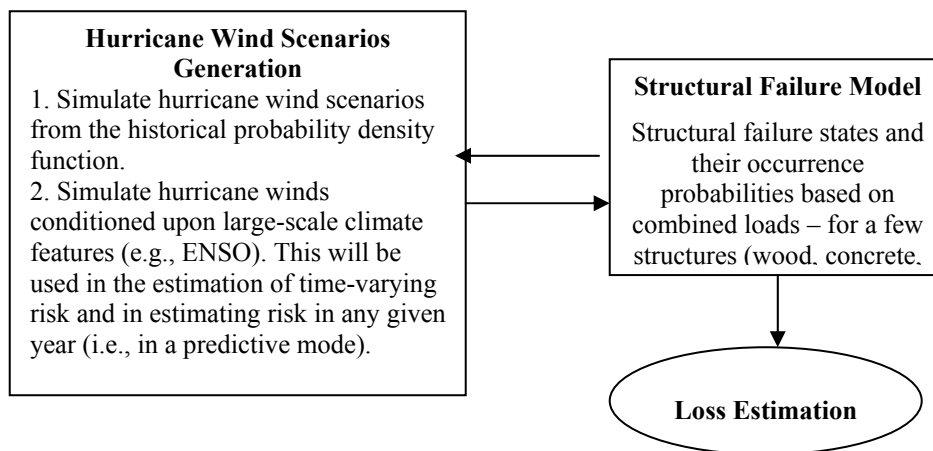 Hurricane Wind Scenarios
Generation
1. Simulate hurricane wind scenarios
from the historical probability density
function.
2. Simulate hurricane winds
conditioned upon large-scale climate
features (e.g., ENSO). This will be
used in the estimation of time-varying
risk and in estimating risk in any given
year (i.e., in a predictive mode).
Structural Failure Model
Structural failure states and
their occurrence
probabilities based on
combined loads – for a few
structures (wood, concrete,
Loss Estimation